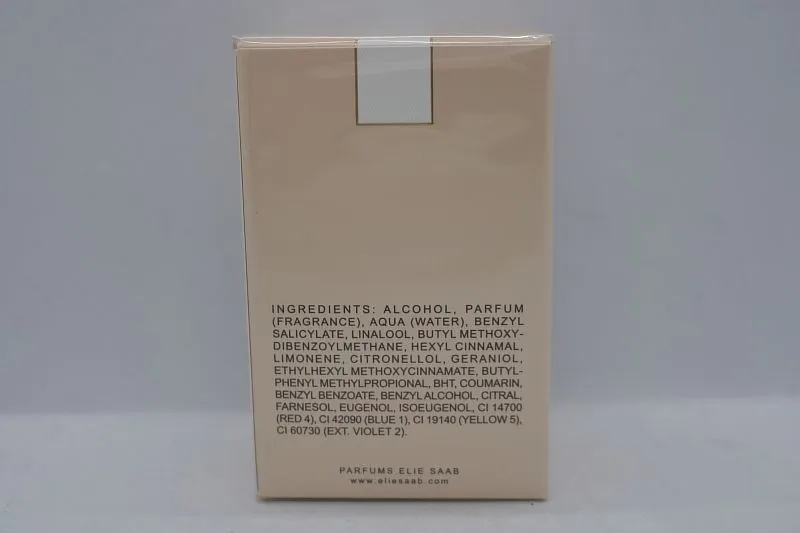 INGREDIENTS: ALCOHOL, PARFUM
(FRAGRANCE), AQUA (WATER), BENZYL
SALICYLATE, LINALOOL, BUTYL METHOXY-
DIBENZOYLMETHANE, HEXYL CINNAMAL,
LIMONENE, CITRONELLOL, GERANIOL,
ETHYLHEXYL METHOXYCINNAMATE, BUTYL-
PHENYL METHYLPROPIONAL, BHT, COUMARIN,
BENZYL BENZOATE, BENZYL ALCOHOL, CITRAL,
FARNESOL, EUGENOL, ISOEUGENOL, CI 14700
(RED 4), CI 42090 (BLUE 1), CI 19140 (YELLOW 5),
CI 60730 (EXT. VIOLET 2).
PARFUMS ELIE SAAB
www.eliesaab.com